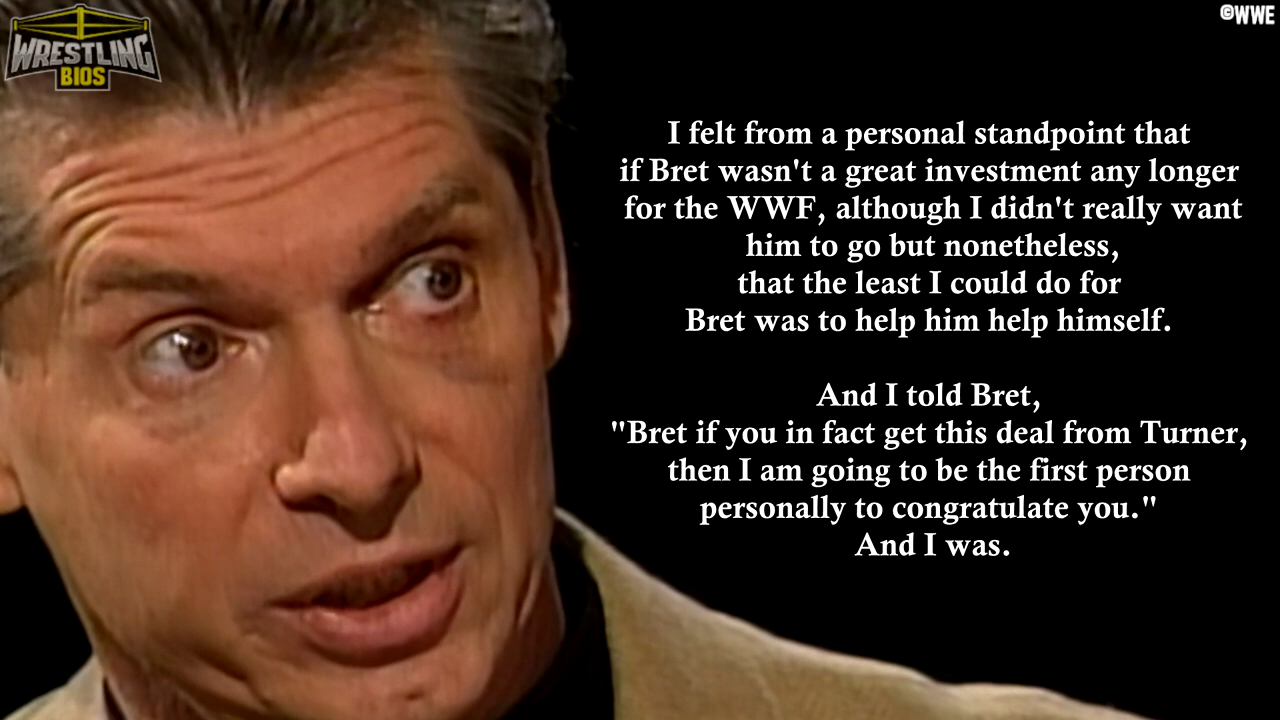 WRESTLING
BIOS
©WWE
I felt from a personal standpoint that
if Bret wasn't a great investment any longer
for the WWF, although I didn't really want
him to go but nonetheless,
that the least I could do for
Bret was to help him help himself.
And I told Bret,
"Bret if you in fact get this deal from Turner,
then I am going to be the first person
personally to congratulate you."
And I was.